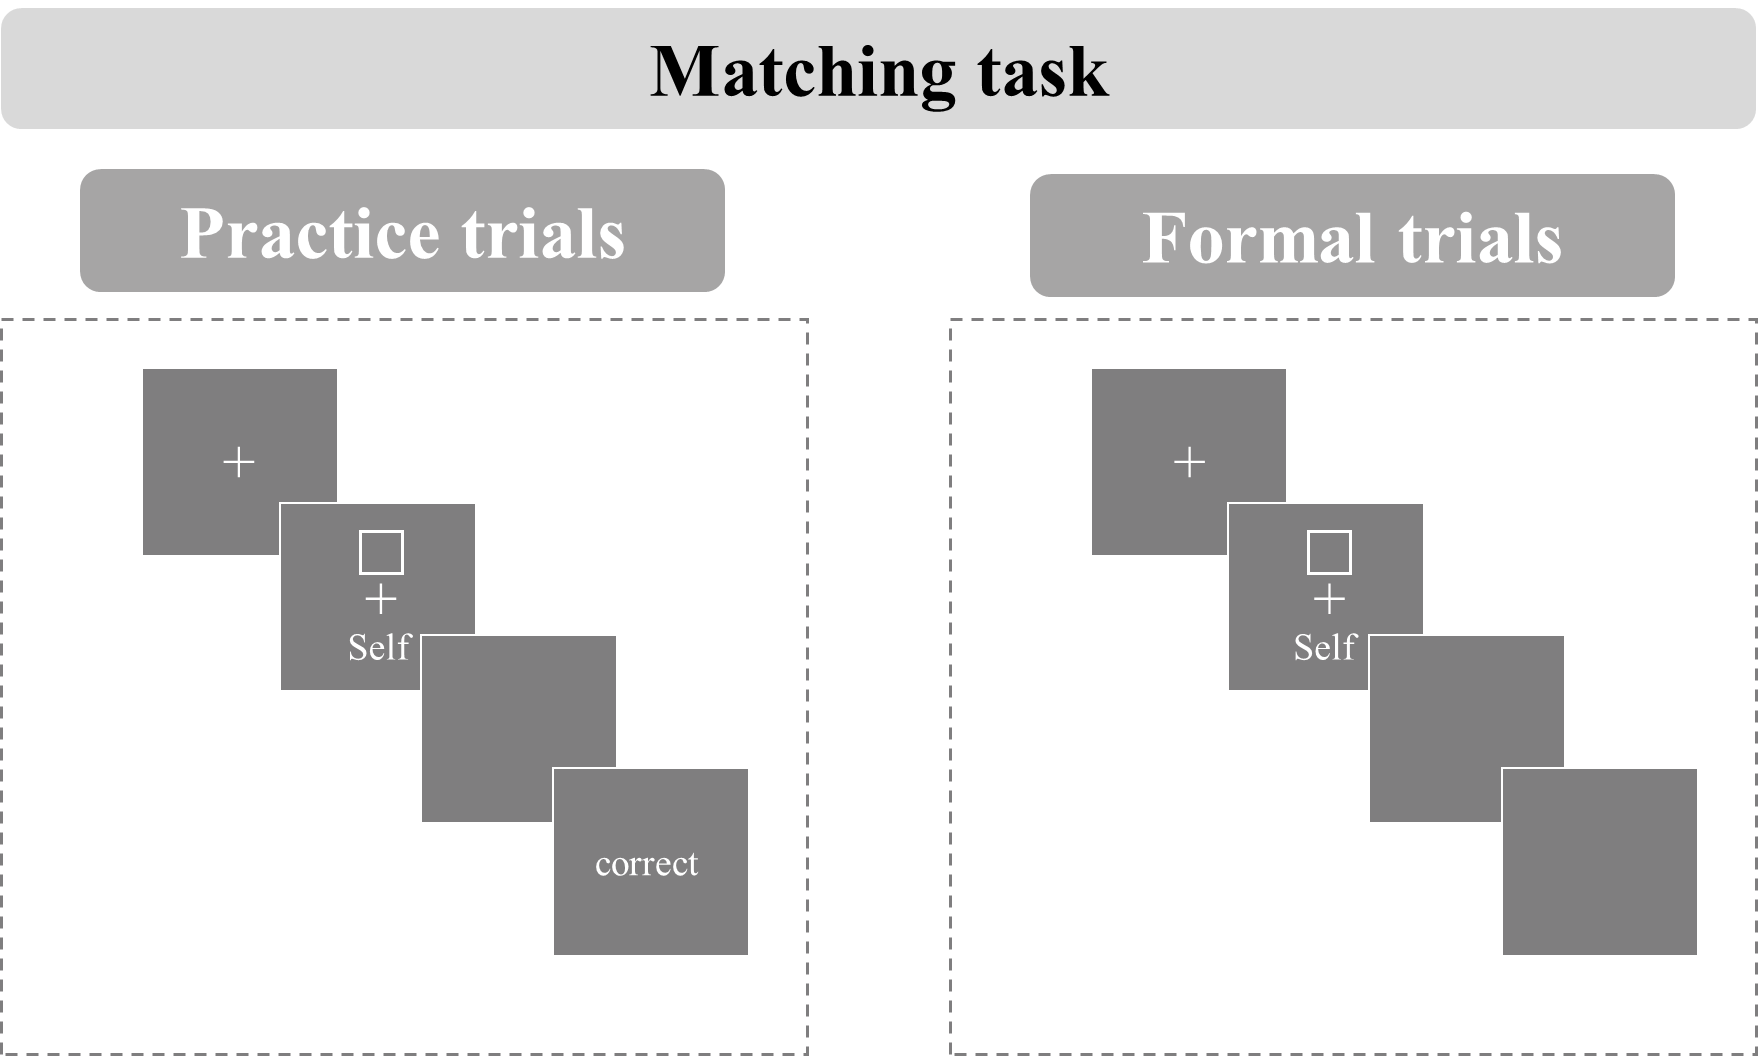 Matching task
Practice trials
Formal trials
+
+
Self
correct
+
+
Self